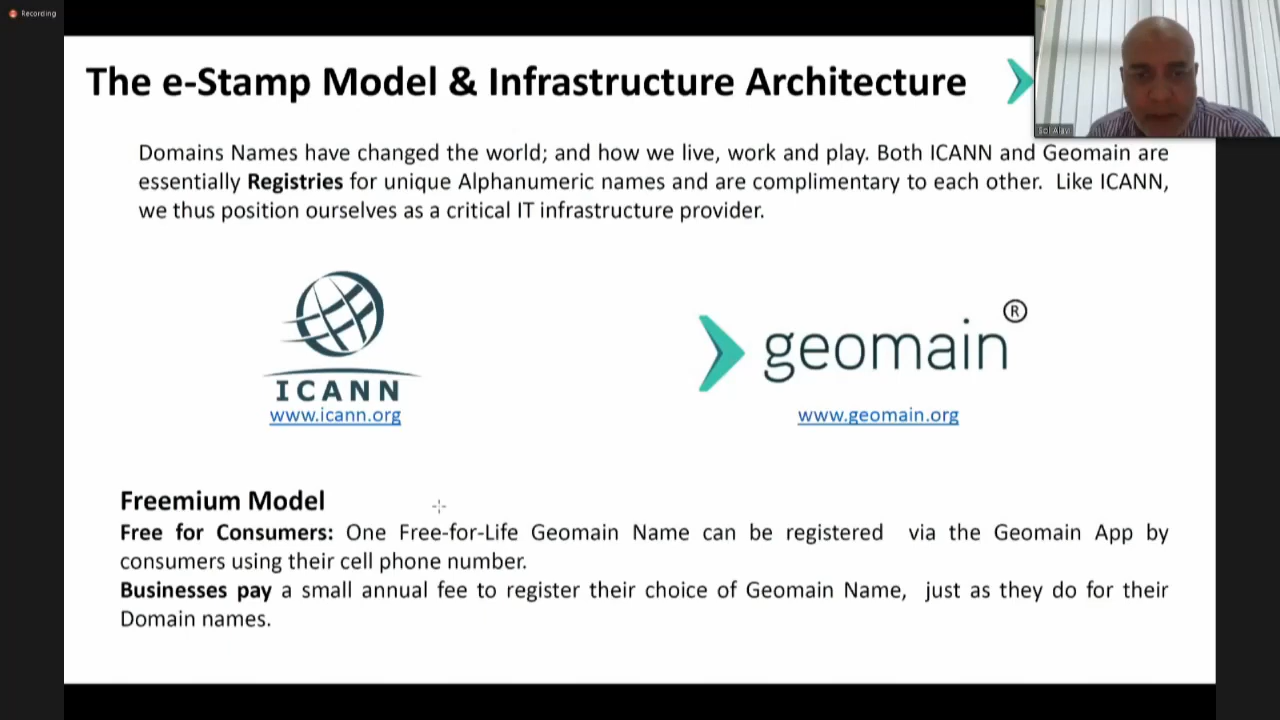 Recording
The e-Stamp Model & Infrastructure Architecture
Domains Names have changed the world; and how we live, work and play. Both ICANN and Geomain are
essentially Registries for unique Alphanumeric names and are complimentary to each other. Like ICANN,
we thus position ourselves as a critical IT infrastructure provider.
ICANN
www.icann.org
geomain®
www.geomain.org
Freemium Model
Free for Consumers: One Free-for-Life Geomain Name can be registered via the Geomain App by
consumers using their cell phone number.
Businesses pay a small annual fee to register their choice of Geomain Name, just as they do for their
Domain names.